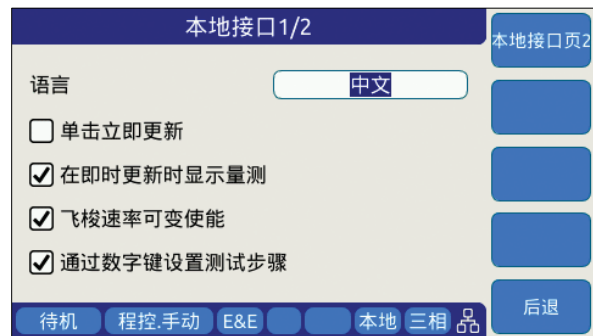 本地接口1/2
本地接口页2
语言
中文
单击立即更新
在即时更新时显示量测
飞梭速率可变使能
通过数字键设置测试步骤
后退
待机 程控.手动 E&E 本地 三相